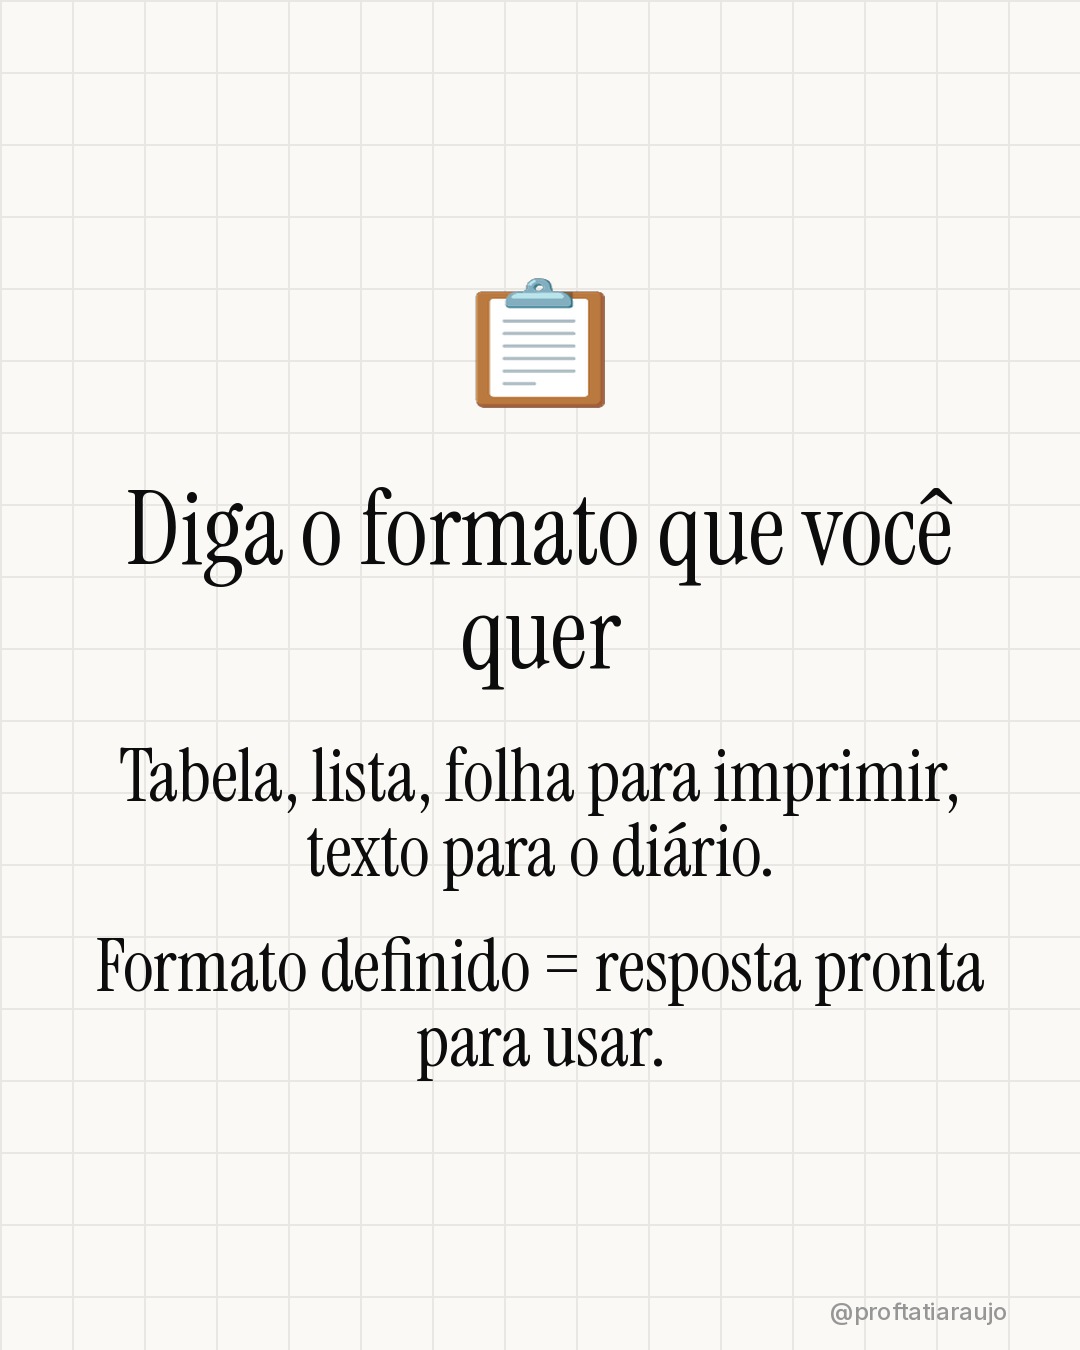 Diga o formato que você
quer
Tabela, lista, folha para imprimir,
texto para o diário.
Formato definido = resposta pronta
para usar.
@proftatiaraujo